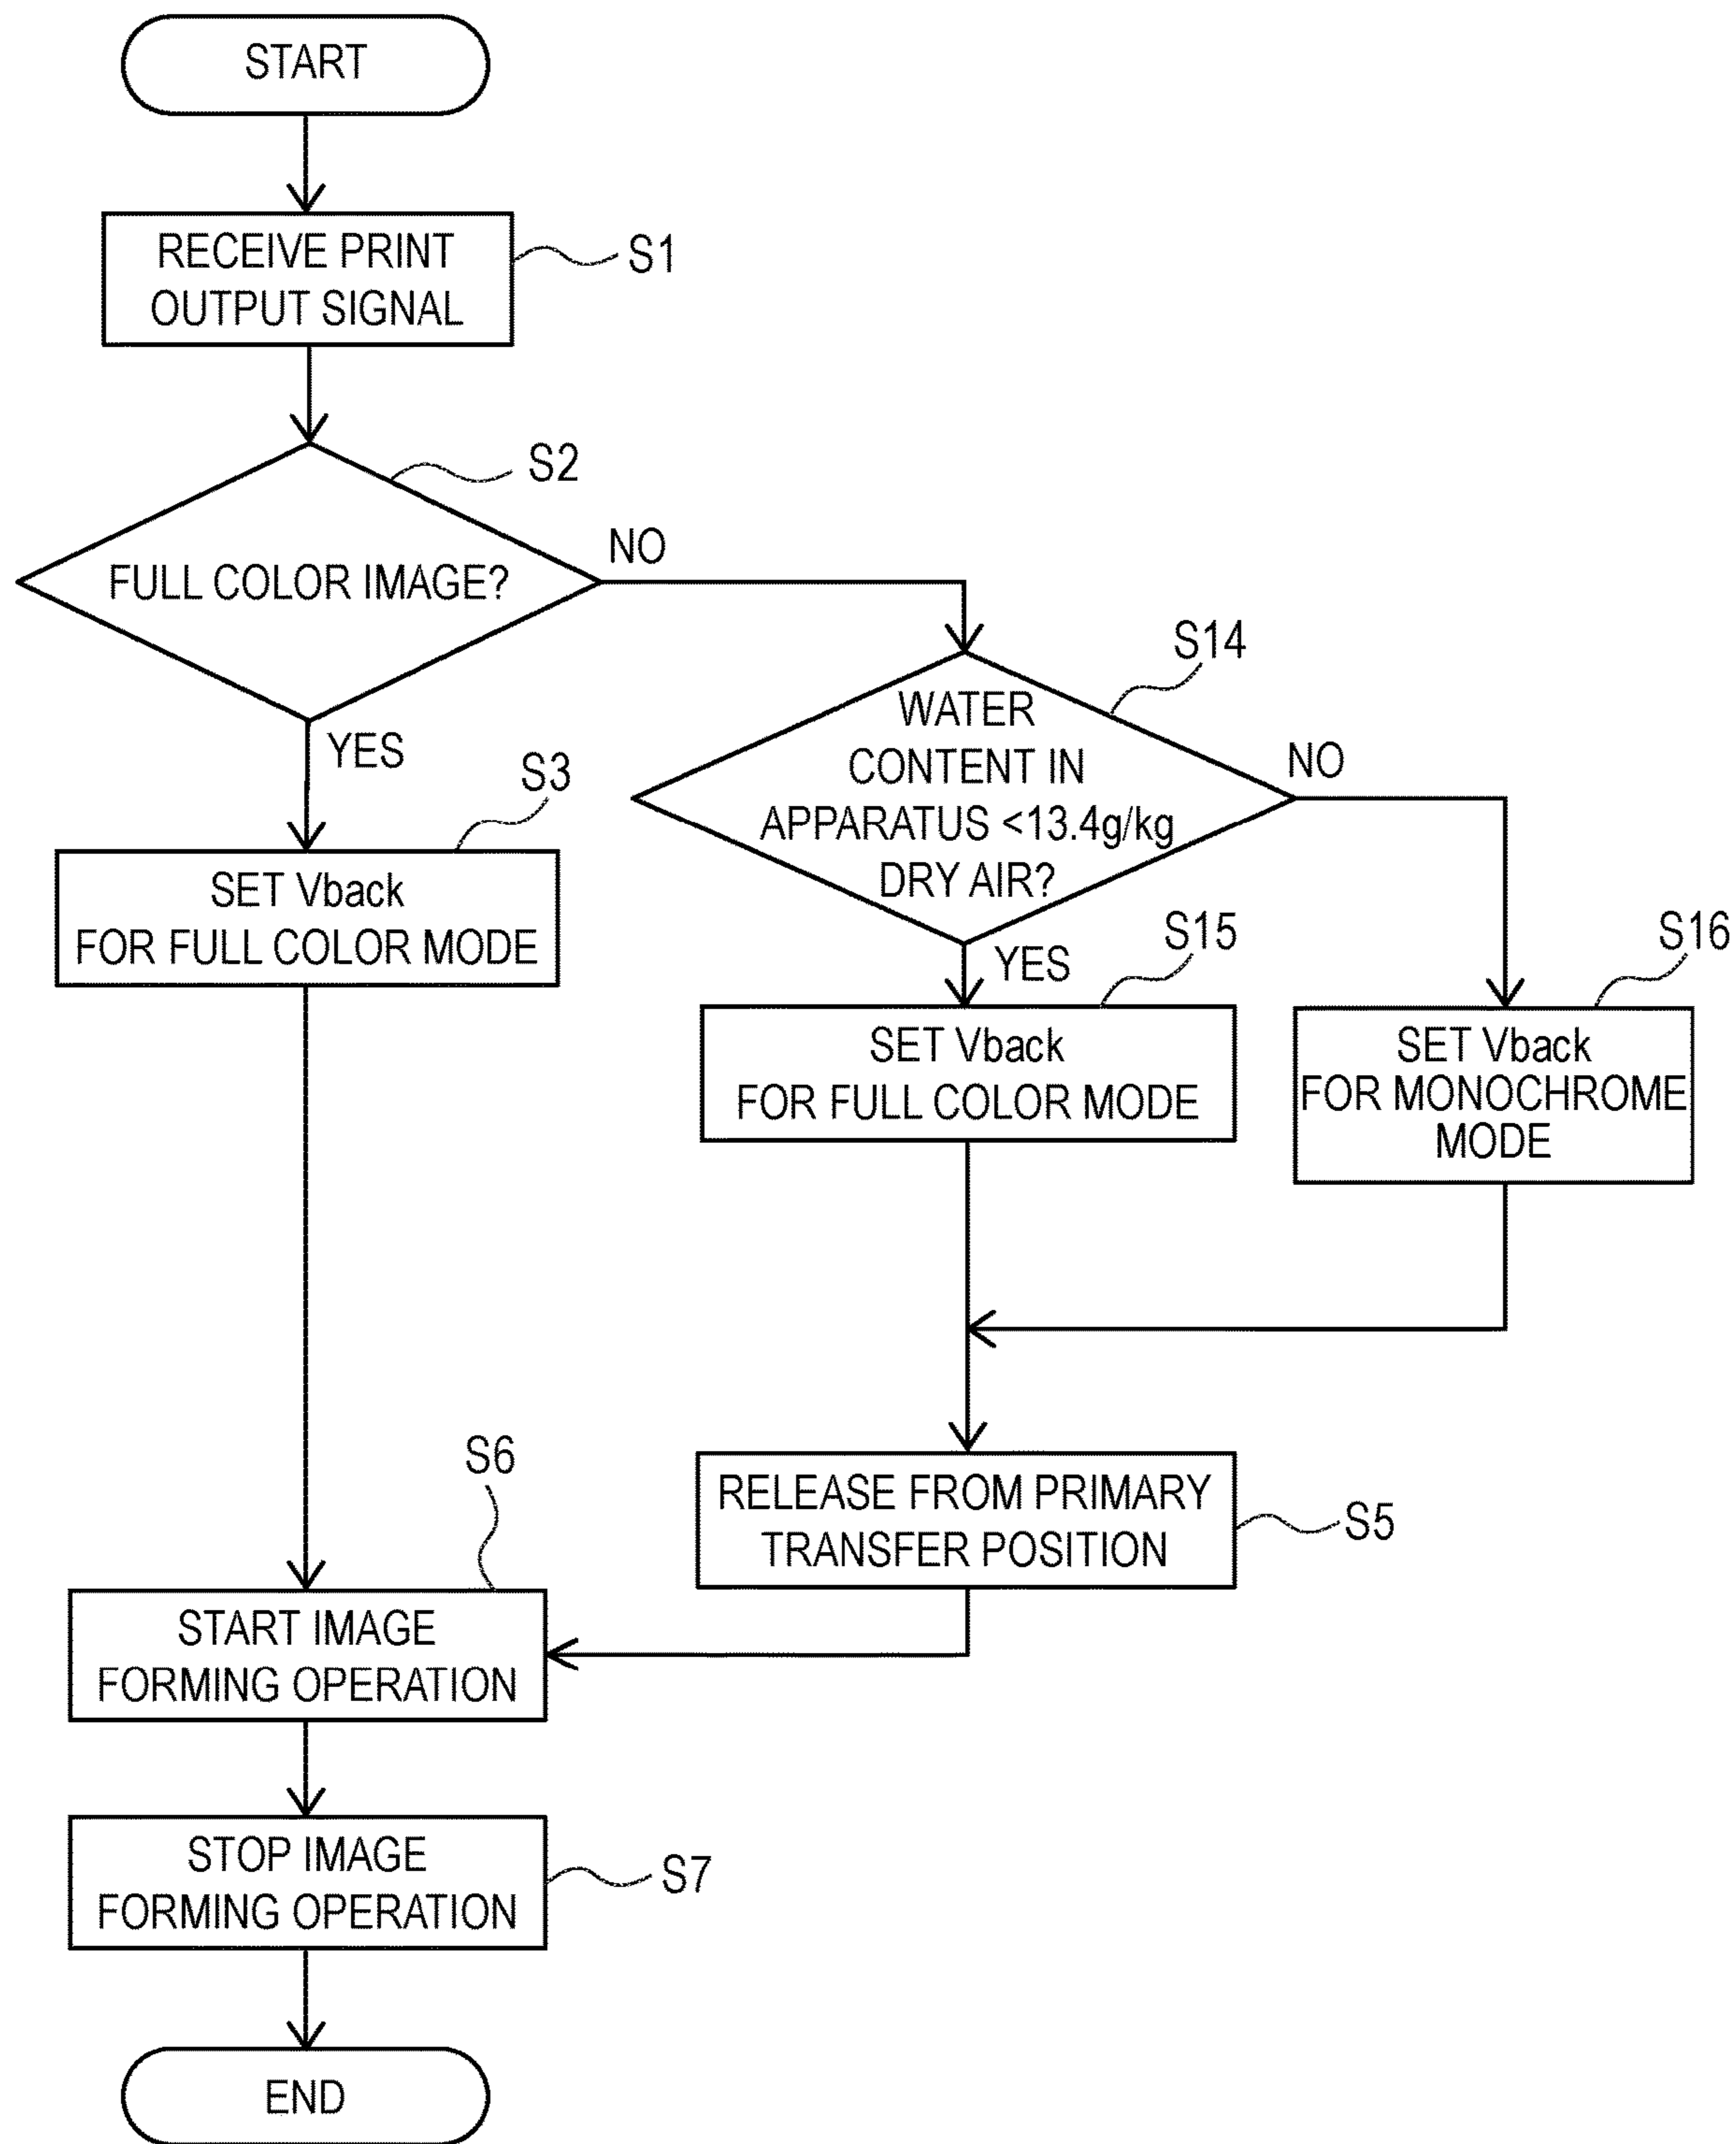 START
RECEIVE PRINT
OUTPUT SIGNAL
S1
S2
FULL COLOR IMAGE?
NO
YES
S14
WATER
CONTENT IN
APPARATUS <13.4g/kg
DRY AIR?
NO
YES
S3
SET Vback
FOR FULL COLOR MODE
S15
SET Vback
FOR FULL COLOR MODE
S16
SET Vback
FOR MONOCHROME
MODE
RELEASE FROM PRIMARY
TRANSFER POSITION
S5
S6
START IMAGE
FORMING OPERATION
STOP IMAGE
FORMING OPERATION
S7
END